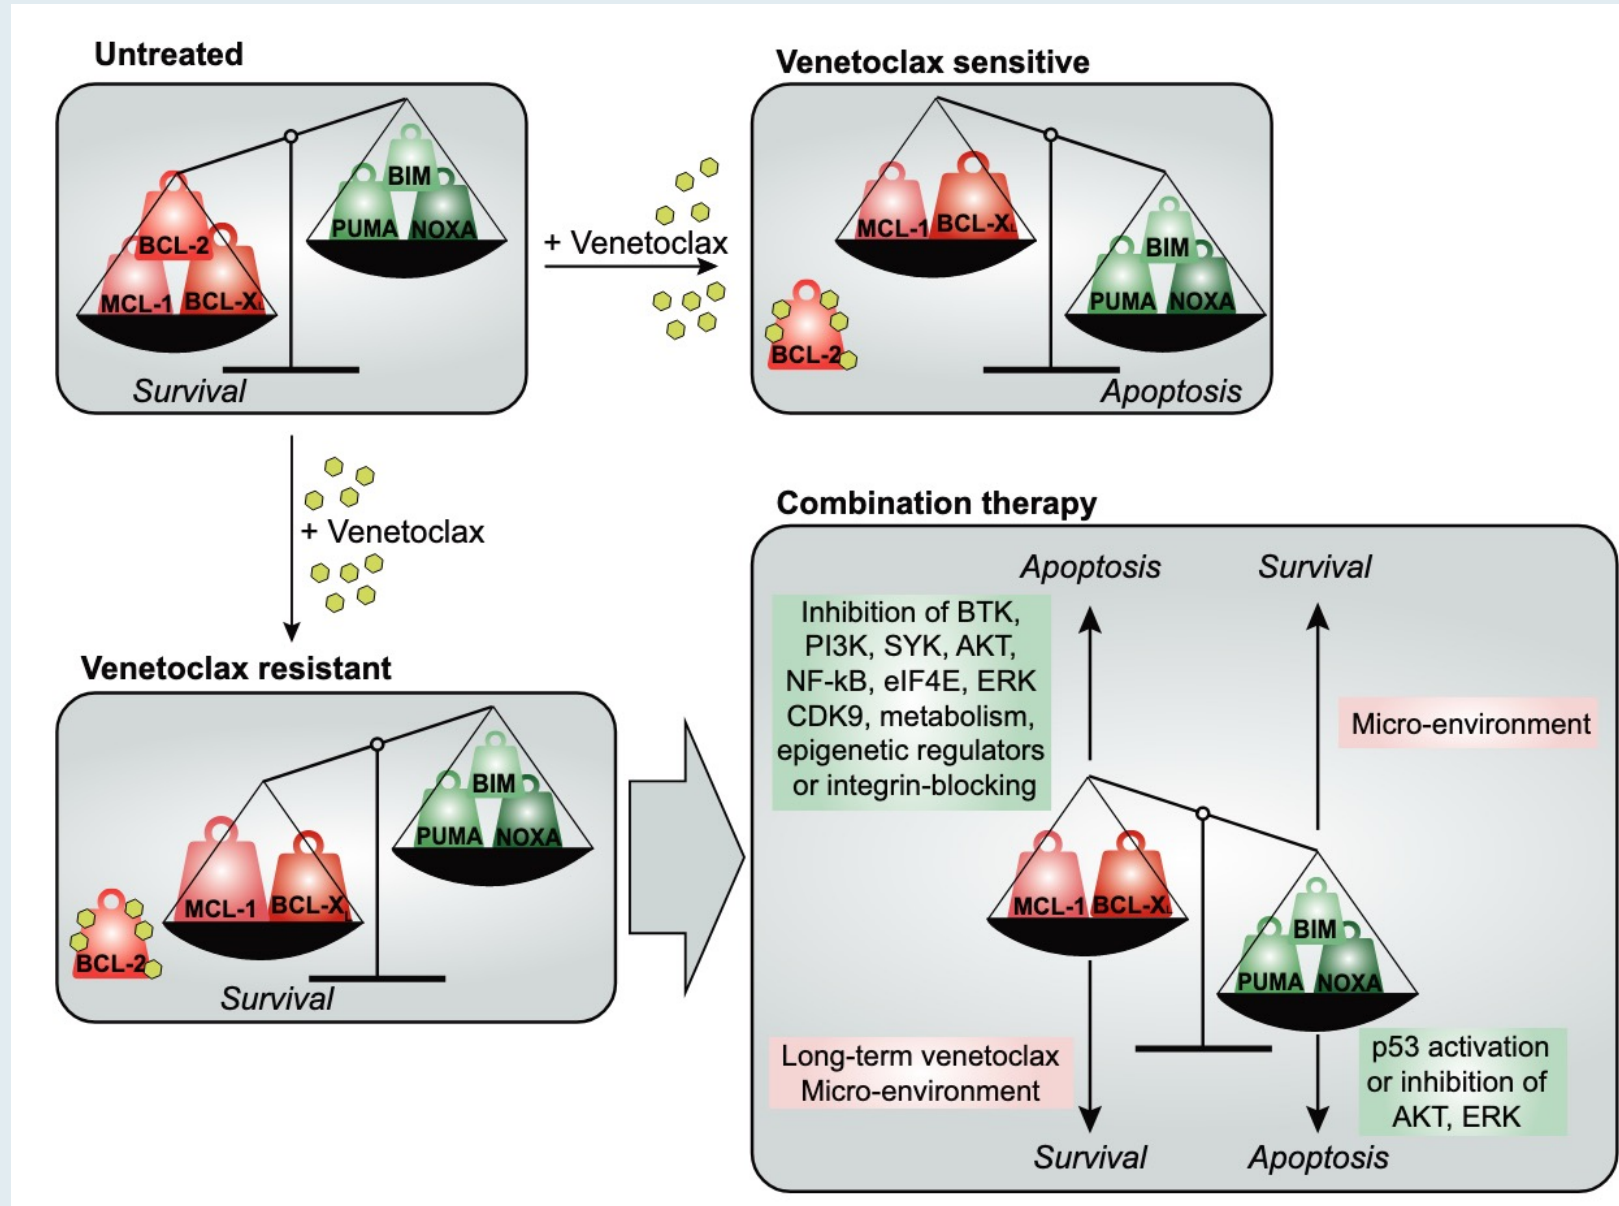 Untreated
BIM
PUMA NOXA
BCL-2
MCL-1 BCL-XL
Survival
+ Venetoclax
Venetoclax sensitive
MCL-1 BCL-XL
BIM
PUMA NOXA
BCL-2
Apoptosis
+ Venetoclax
Venetoclax resistant
BIM
PUMA NOXA
MCL-1 BCL-XL
BCL-2
Survival
Combination therapy
Apoptosis
Survival
Inhibition of BTK,
PI3K, SYK, AKT,
NF-kB, eIF4E, ERK
CDK9, metabolism,
epigenetic regulators
or integrin-blocking
Micro-environment
MCL-1 BCL-XL
BIM
PUMA NOXA
Long-term venetoclax
Micro-environment
p53 activation
or inhibition of
AKT, ERK
Survival
Apoptosis